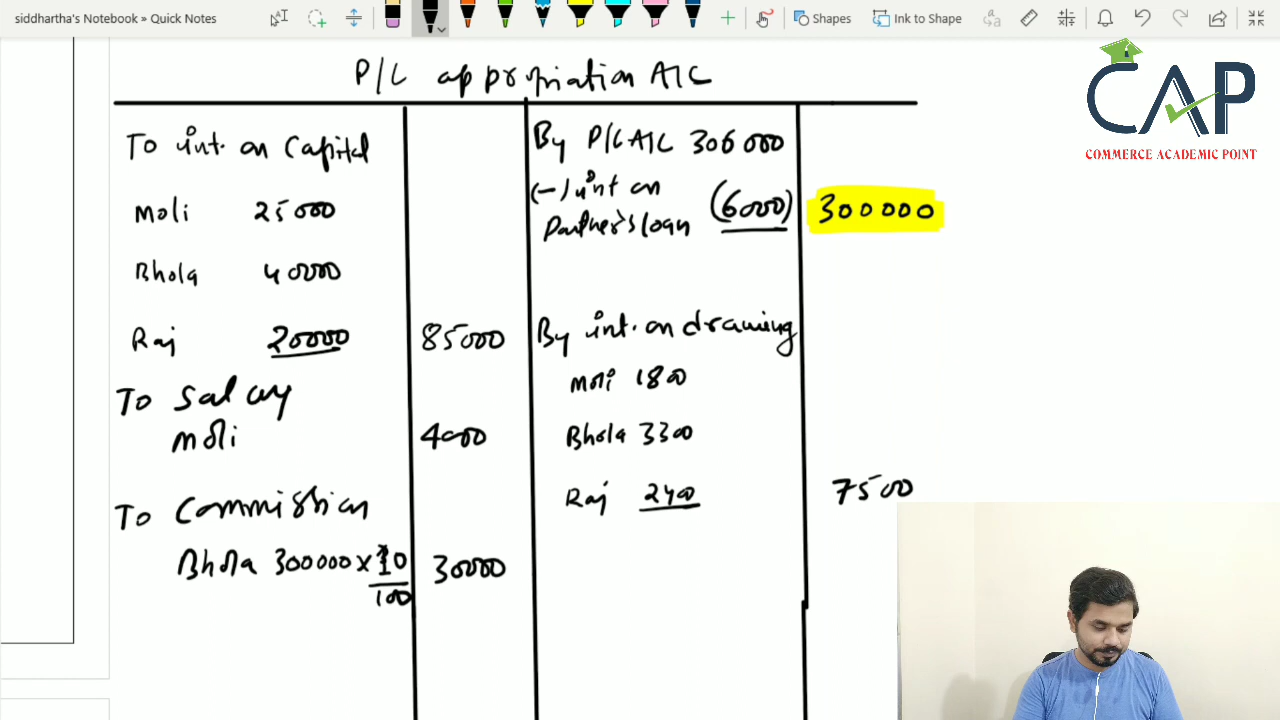 siddhartha's Notebook » Quick Notes
Shapes
Ink to Shape
CAP
COMMERCE ACADEMIC POINT
P/L appropriation A/C
To int. on Capital
Moli 25000
Bhola 40000
Raj 20000 85000
To Salary
Moli 4000
To Commission
Bhola 300000 × 10/100 30000
By P/L A/C 306000
(-) int on
Partner's loan (6000) 300000
By int. on drawing
Moli 1800
Bhola 3300
Raj 2400 7500